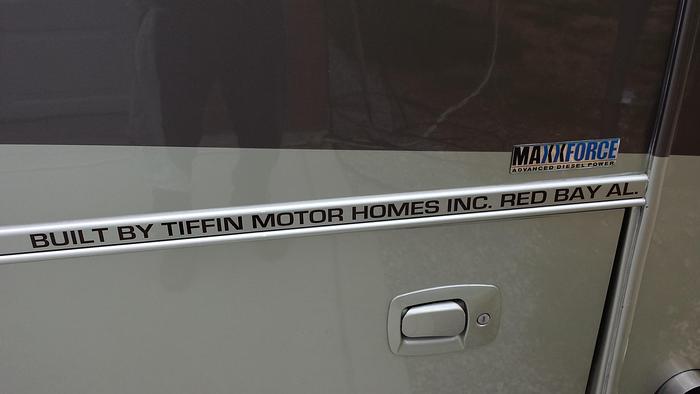 MAXXFORCE
ADVANCED DIESEL POWER
BUILT BY TIFFIN MOTOR HOMES INC. RED BAY AL.